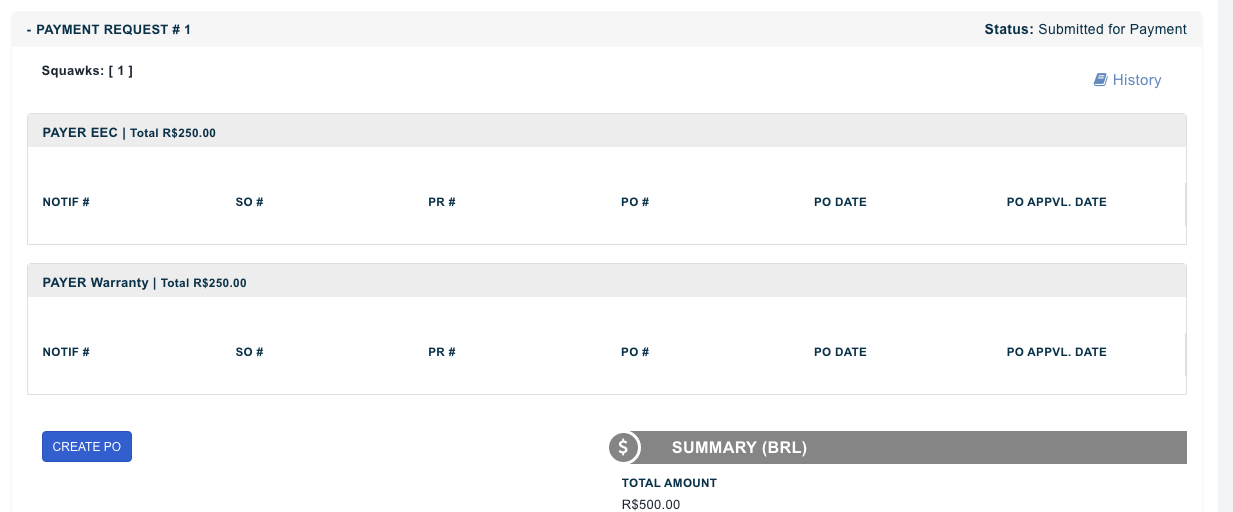 - PAYMENT REQUEST # 1
Status: Submitted for Payment
Squawks: [ 1 ]
History
PAYER EEC | Total R$250.00
NOTIF # SO # PR # PO # PO DATE PO APPVL. DATE
PAYER Warranty | Total R$250.00
NOTIF # SO # PR # PO # PO DATE PO APPVL. DATE
CREATE PO
$ SUMMARY (BRL)
TOTAL AMOUNT
R$500.00